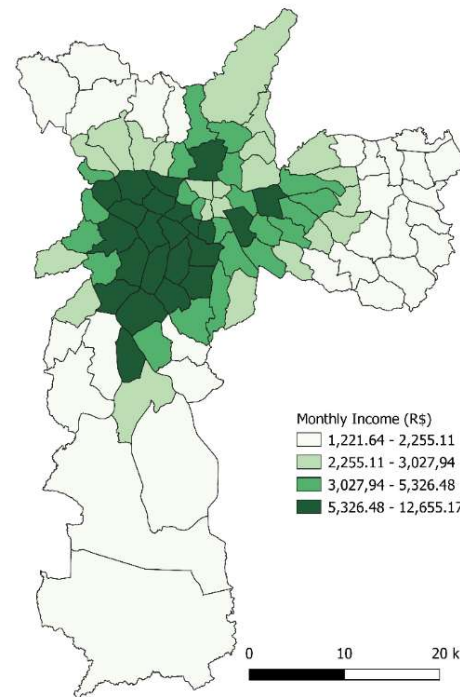 Monthly Income (R$)
1,221.64 - 2,255.11
2,255.11 - 3,027,94
3,027,94 - 5,326.48
5,326.48 - 12,655.17
0 10 20 k